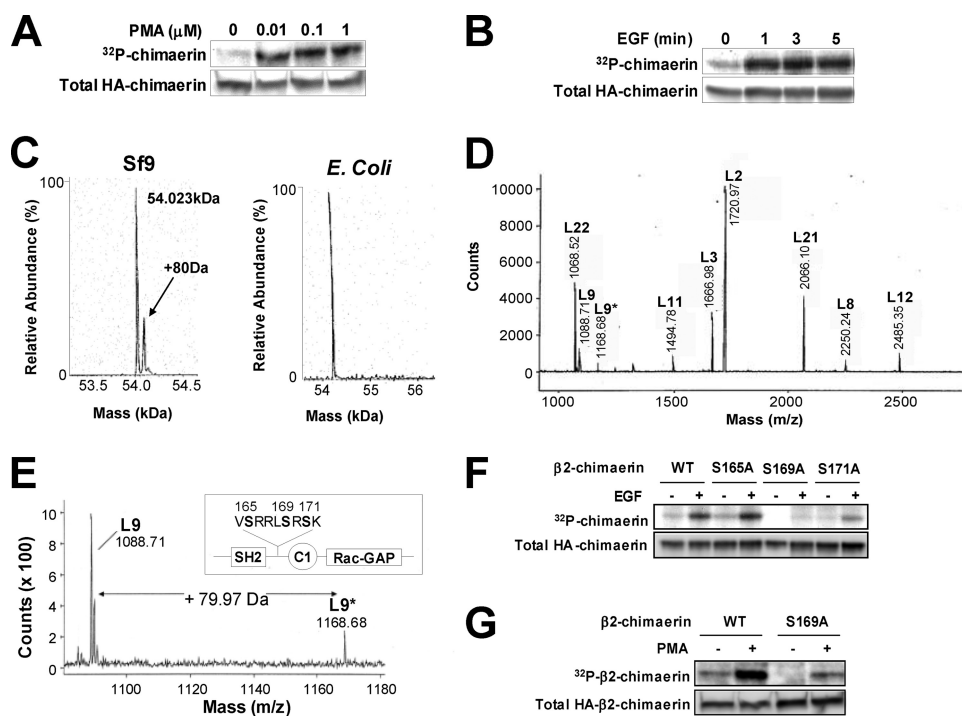 A
PMA (μM) 0 0.01 0.1 1
32P-chimaerin
Total HA-chimaerin
B
EGF (min) 0 1 3 5
32P-chimaerin
Total HA-chimaerin
C
Sf9
100
54.023kDa
+80Da
Relative Abundance (%)
0
53.5 54.0 54.5
Mass (kDa)
E. Coli
100
Relative Abundance (%)
0
54 55 56
Mass (kDa)
D
10000
8000
6000
4000
2000
0
Counts
L22
1068.52
L9
1088.71
L9*
1168.68
L11
1494.78
L3
1666.98
L2
1720.97
L21
2066.10
L8
2250.24
L12
2485.35
1000 1500 2000 2500
Mass (m/z)
E
10
8
6
4
2
0
Counts (x 100)
L9
1088.71
165 169 171
VSRRLSRSK
SH2 C1 Rac-GAP
+ 79.97 Da
L9*
1168.68
1100 1120 1140 1160 1180
Mass (m/z)
F
β2-chimaerin WT S165A S169A S171A
EGF - + - + - + - +
32P-chimaerin
Total HA-chimaerin
G
β2-chimaerin WT S169A
PMA - + - +
32P-β2-chimaerin
Total HA-β2-chimaerin